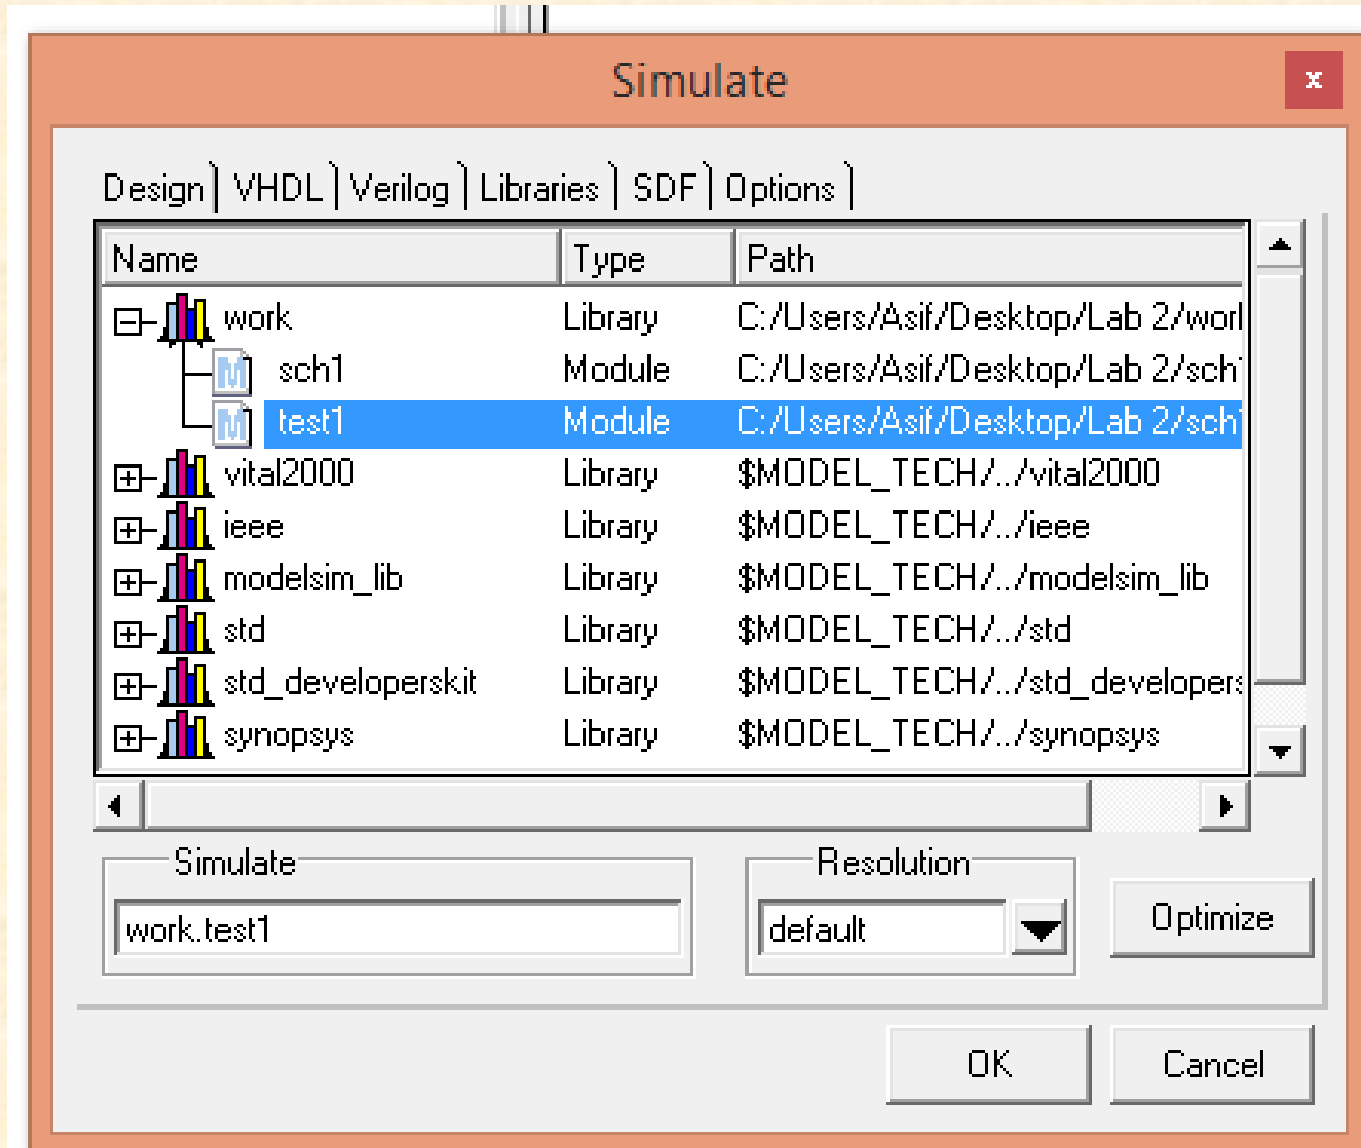 Simulate
x
Design VHDL Verilog Libraries SDF Options
Name Type Path
work Library C:/Users/Asif/Desktop/Lab 2/worl
M sch1 Module C:/Users/Asif/Desktop/Lab 2/sch1
M test1 Module C:/Users/Asif/Desktop/Lab 2/sch1
vital2000 Library $MODEL_TECH/../vital2000
ieee Library $MODEL_TECH/../ieee
modelsim_lib Library $MODEL_TECH/../modelsim_lib
std Library $MODEL_TECH/../std
std_developerskit Library $MODEL_TECH/../std_developers
synopsys Library $MODEL_TECH/../synopsys
Simulate Resolution
work.test1 default Optimize
OK Cancel